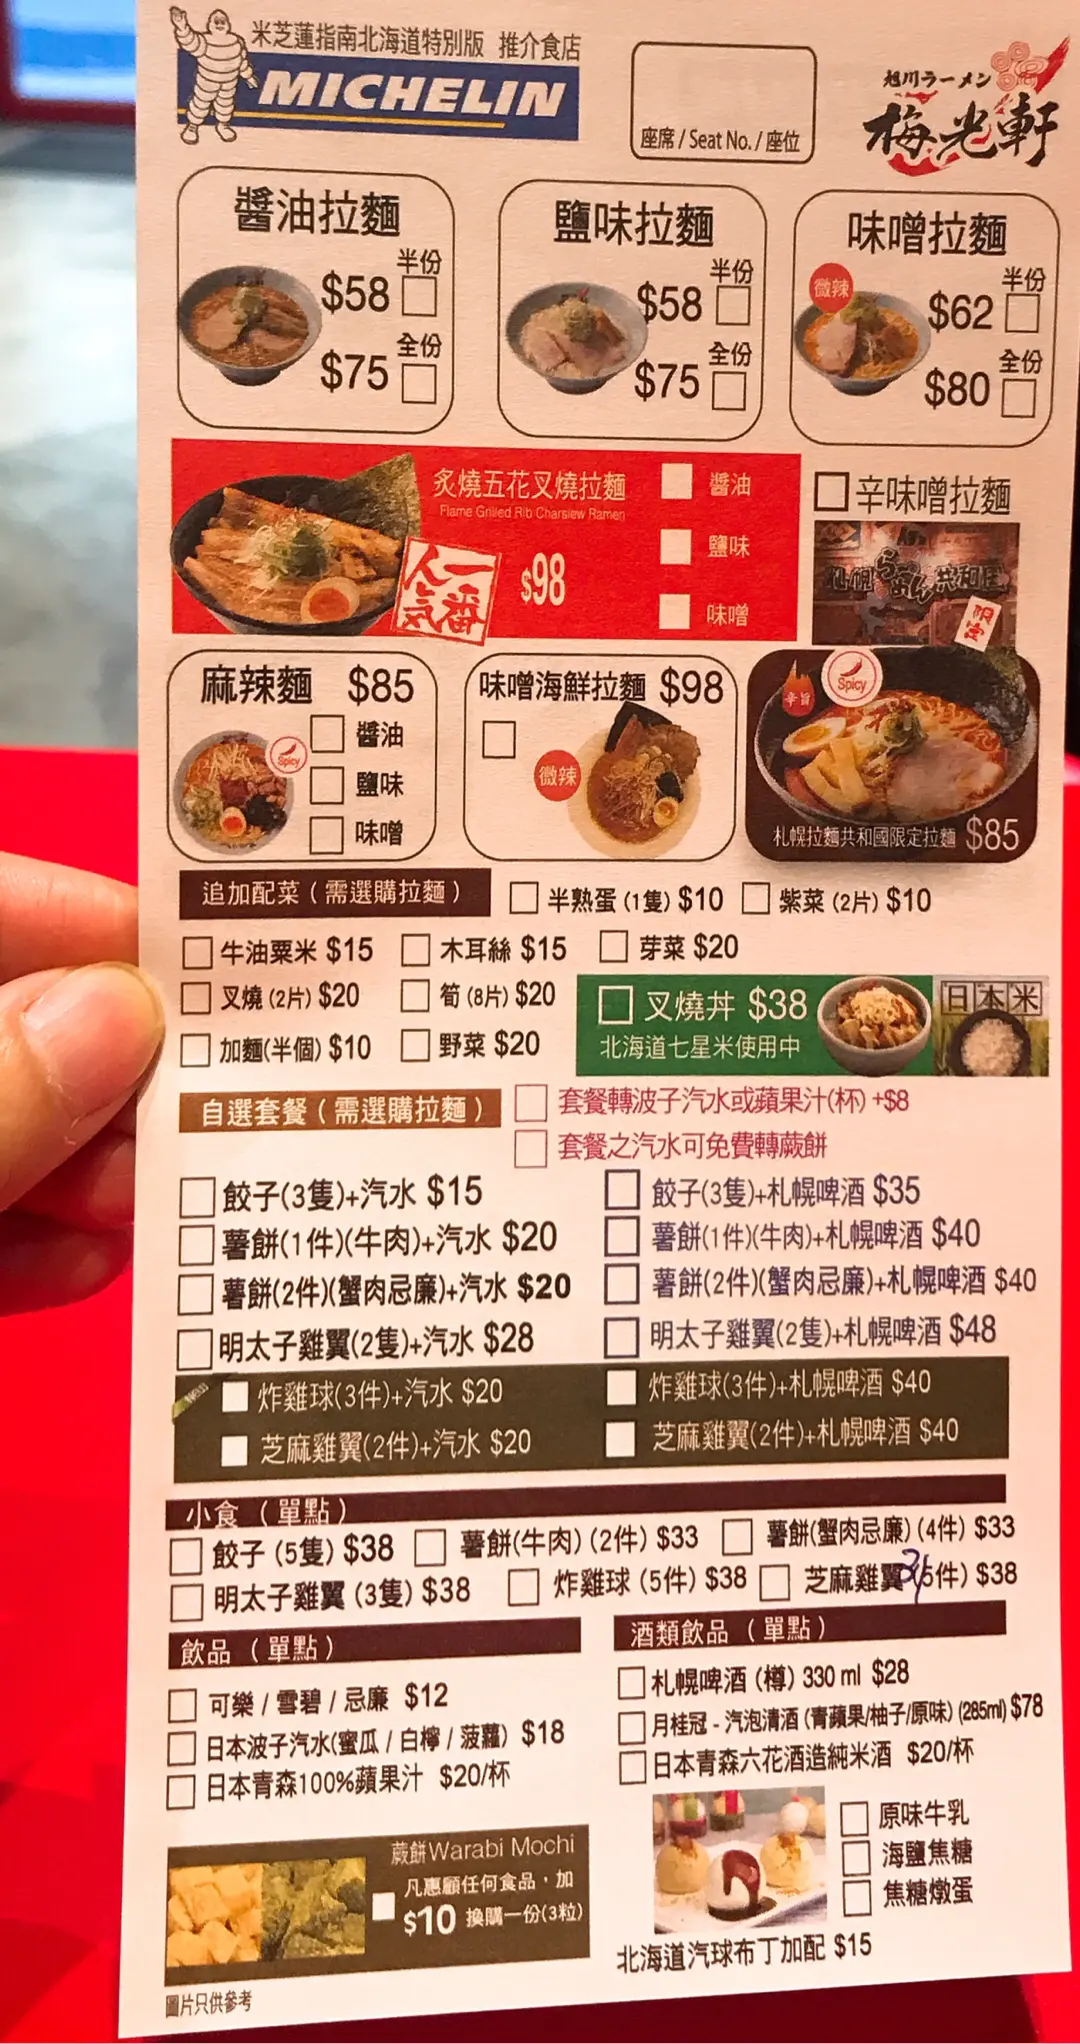 米芝蓮指南北海道特別版 推介食店
MICHELIN
座席 / Seat No. / 座位
旭川ラーメン
梅光軒
醬油拉麵
半份
$58
全份
$75
鹽味拉麵
半份
$58
全份
$75
味噌拉麵
微辣
半份
$62
全份
$80
炙燒五花叉燒拉麵
Flame Grilled Rib Charsiew Ramen
$98
一番人氣
醬油
鹽味
味噌
辛味噌拉麵
札幌らーめん共和国
限定
麻辣麵 $85
Spicy
醬油
鹽味
味噌
味噌海鮮拉麵 $98
微辣
辛旨
Spicy
札幌拉麵共和國限定拉麵 $85
追加配菜 ( 需選購拉麵 )
半熟蛋 (1隻) $10
紫菜 (2片) $10
牛油粟米 $15
木耳絲 $15
芽菜 $20
叉燒 (2片) $20
筍 (8片) $20
加麵(半個) $10
野菜 $20
叉燒丼 $38
北海道七星米使用中
日本米
自選套餐 ( 需選購拉麵 )
套餐轉波子汽水或蘋果汁(杯) +$8
套餐之汽水可免費轉蕨餅
餃子(3隻)+汽水 $15
餃子(3隻)+札幌啤酒 $35
薯餅(1件)(牛肉)+汽水 $20
薯餅(1件)(牛肉)+札幌啤酒 $40
薯餅(2件)(蟹肉忌廉)+汽水 $20
薯餅(2件)(蟹肉忌廉)+札幌啤酒 $40
明太子雞翼(2隻)+汽水 $28
明太子雞翼(2隻)+札幌啤酒 $48
炸雞球(3件)+汽水 $20
炸雞球(3件)+札幌啤酒 $40
芝麻雞翼(2件)+汽水 $20
芝麻雞翼(2件)+札幌啤酒 $40
小食 ( 單點 )
餃子 (5隻) $38
薯餅(牛肉) (2件) $33
薯餅(蟹肉忌廉) (4件) $33
明太子雞翼 (3隻) $38
炸雞球 (5件) $38
芝麻雞翼 (5件) $38
飲品 ( 單點 )
可樂 / 雪碧 / 忌廉 $12
日本波子汽水(蜜瓜 / 白檸 / 菠蘿) $18
日本青森100%蘋果汁 $20/杯
酒類飲品 ( 單點 )
札幌啤酒 (樽) 330 ml $28
月桂冠 - 汽泡清酒 (青蘋果/柚子/原味) (285ml) $78
日本青森六花酒造純米酒 $20/杯
蕨餅Warabi Mochi
凡惠顧任何食品，加
$10 換購一份(3粒)
原味牛乳
海鹽焦糖
焦糖燉蛋
北海道汽球布丁加配 $15
圖片只供參考